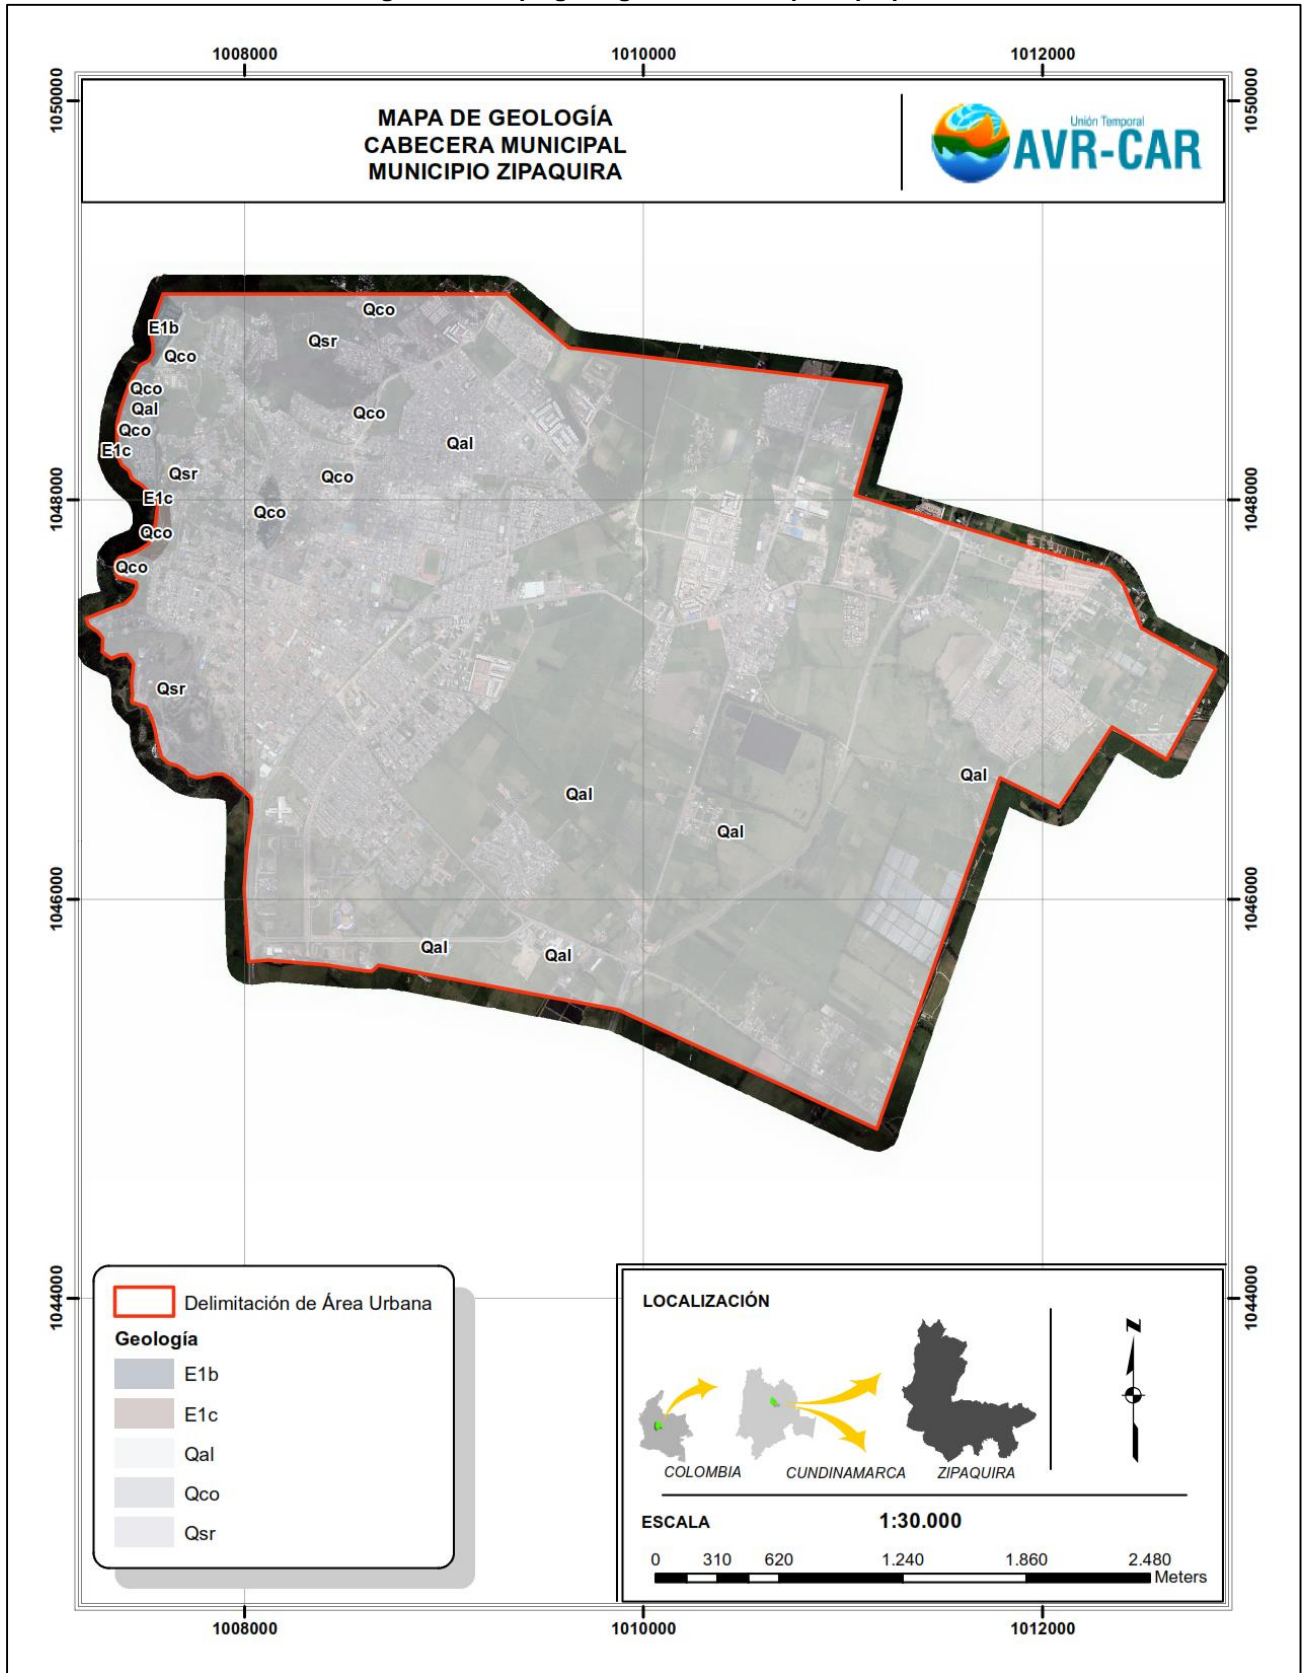 1008000 1010000 1012000
1050000
1050000
MAPA DE GEOLOGÍA
CABECERA MUNICIPAL
MUNICIPIO ZIPAQUIRA
Unión Temporal
AVR-CAR
Qco
E1b
Qsr
Qco
Qco
Qal
Qco
Qco
Qal
E1c
Qsr
Qco
E1c
Qco
Qco
Qco
1048000
1048000
Qsr
Qal
Qal
Qal
Qal
Qal
1046000
1046000
1044000
1044000
Delimitación de Área Urbana
Geología
E1b
E1c
Qal
Qco
Qsr
LOCALIZACIÓN
COLOMBIA
CUNDINAMARCA
ZIPAQUIRA
N
ESCALA 1:30.000
0 310 620 1.240 1.860 2.480
Meters
1008000 1010000 1012000